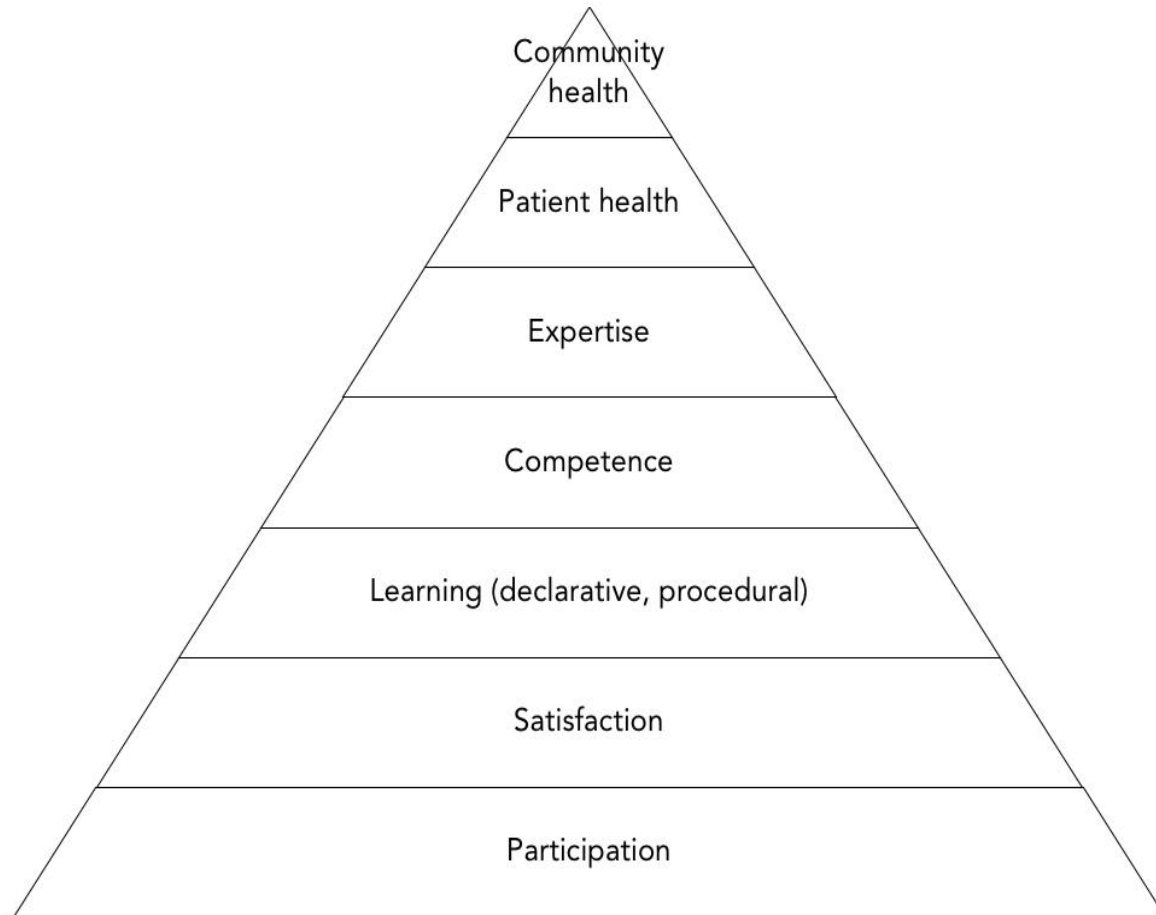 Community
health
Patient health
Expertise
Competence
Learning (declarative, procedural)
Satisfaction
Participation